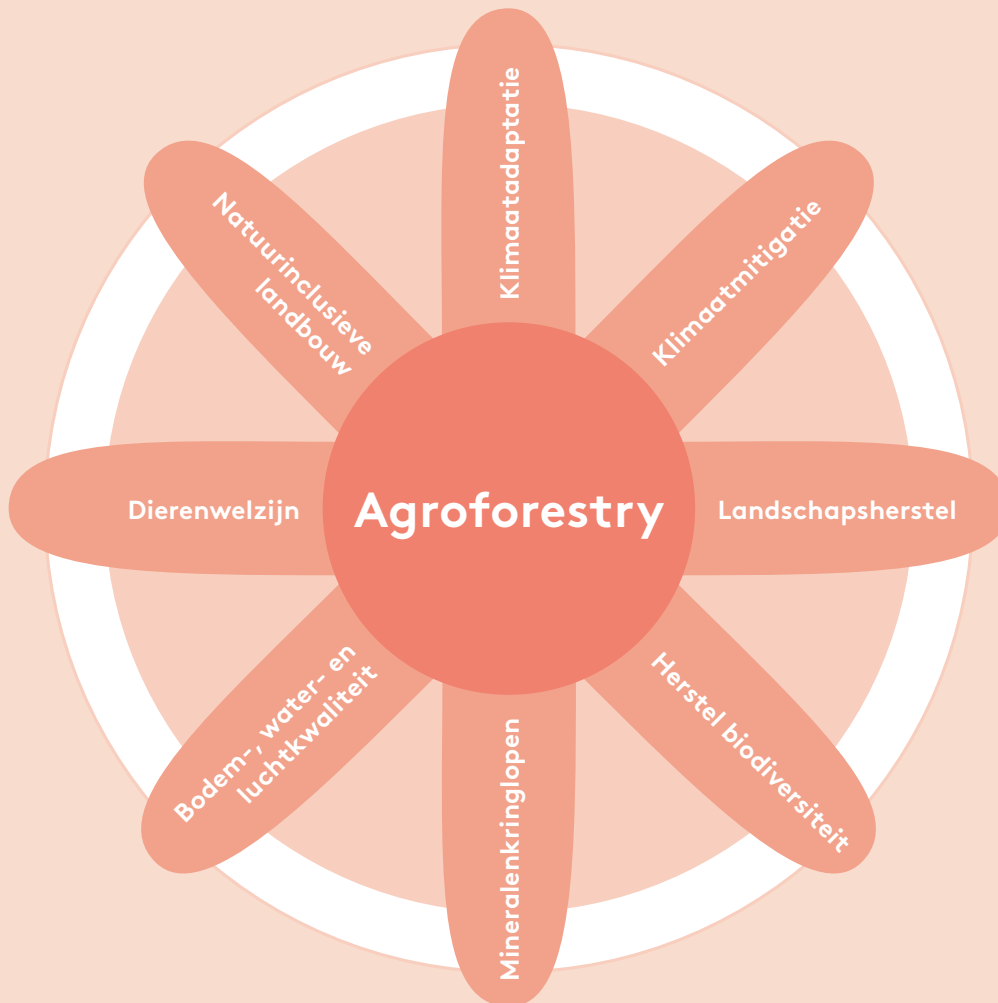 Klimaatadaptatie
Klimaatmitigatie
Landschapsherstel
Herstel biodiversiteit
Mineralenkringlopen
Bodem-, water- en
luchtkwaliteit
Dierenwelzijn
Natuurinclusieve
landbouw
Agroforestry